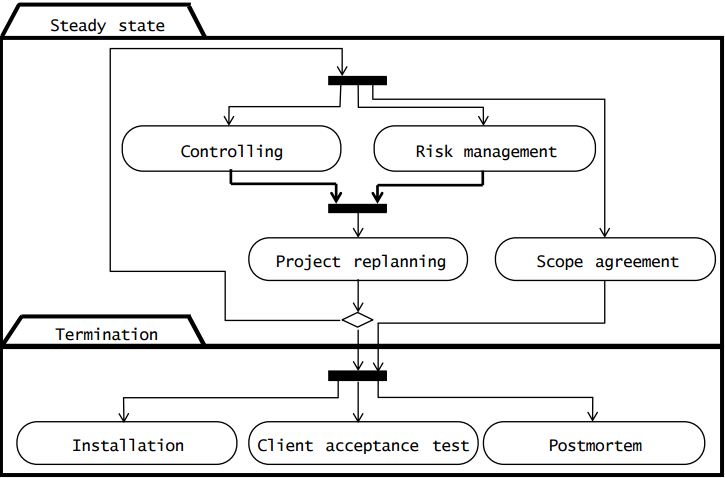 Steady state
Controlling
Risk management
Project replanning
Scope agreement
Termination
Installation
Client acceptance test
Postmortem